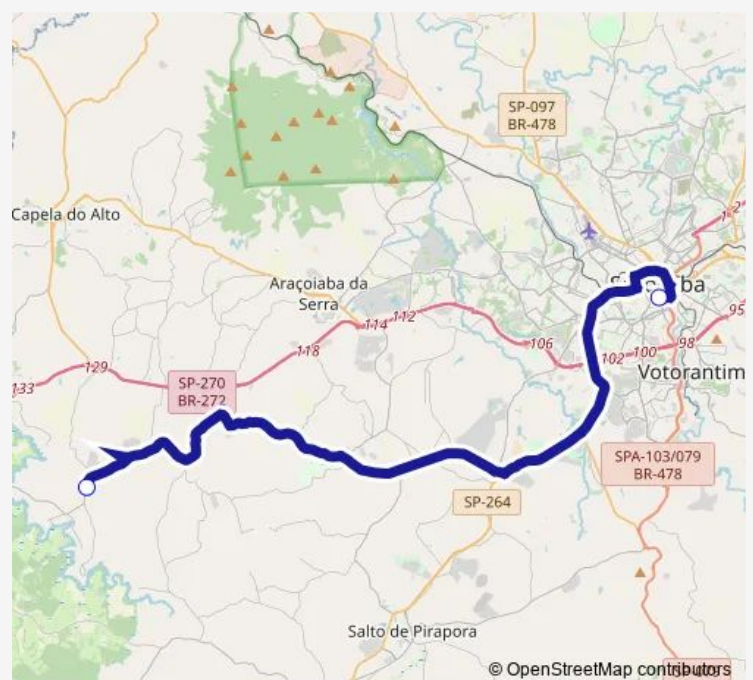 SP-097
BR-478
Capela do Alto
Araçoiaba da
Serra
114
112
118
106
129
133
102
100
98
95
SP-270
BR-272
Votorantim
SPA-103/079
BR-478
SP-264
Salto de Pirapora
© OpenStreetMap contributors